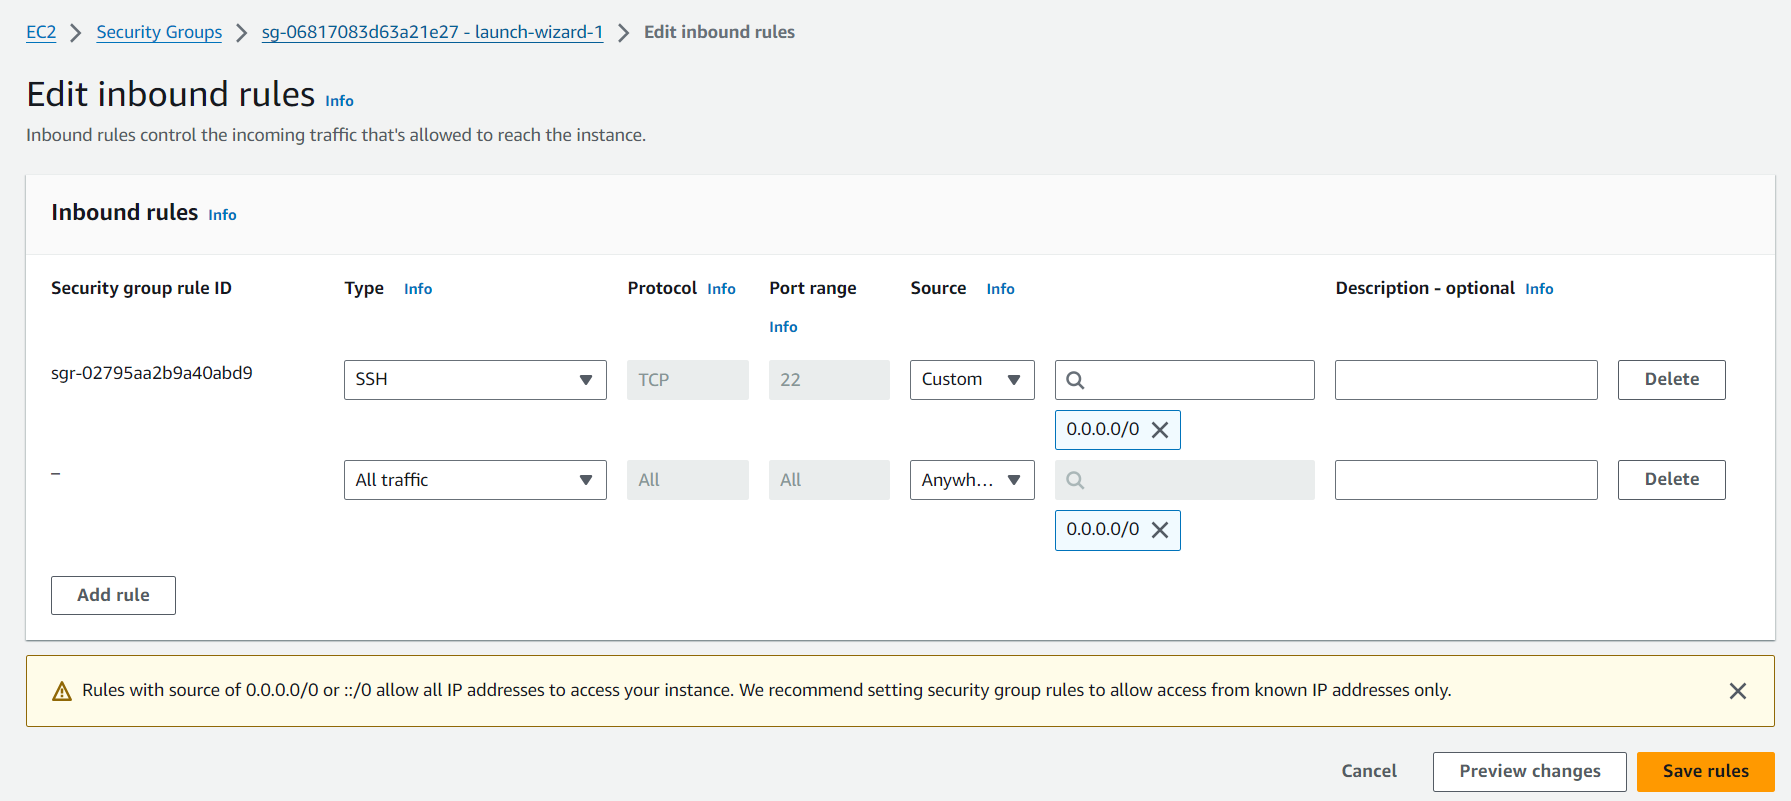 EC2 > Security Groups > sg-06817083d63a21e27 - launch-wizard-1 > Edit inbound rules
Edit inbound rules Info
Inbound rules control the incoming traffic that's allowed to reach the instance.
Inbound rules Info
Security group rule ID Type Info Protocol Info Port range Source Info Description - optional Info
Info
sgr-02795aa2b9a40abd9 SSH TCP 22 Custom Delete
0.0.0.0/0
– All traffic All All Anywh... Delete
0.0.0.0/0
Add rule
Rules with source of 0.0.0.0/0 or ::/0 allow all IP addresses to access your instance. We recommend setting security group rules to allow access from known IP addresses only.
Cancel Preview changes Save rules